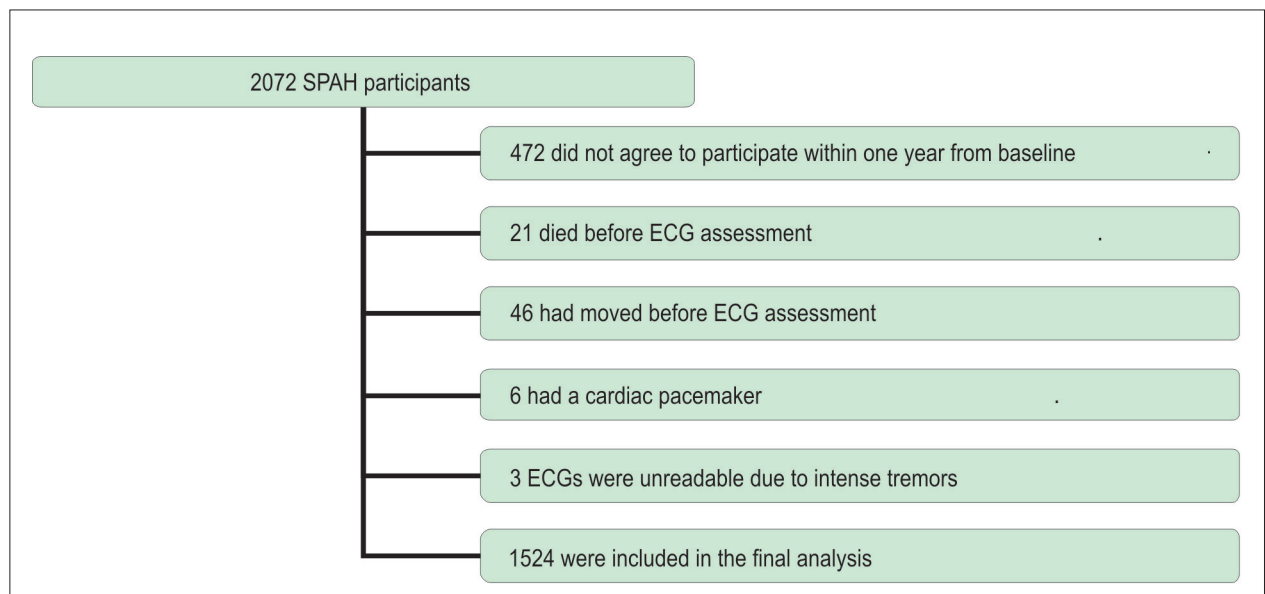 2072 SPAH participants
472 did not agree to participate within one year from baseline
21 died before ECG assessment
46 had moved before ECG assessment
6 had a cardiac pacemaker
3 ECGs were unreadable due to intense tremors
1524 were included in the final analysis